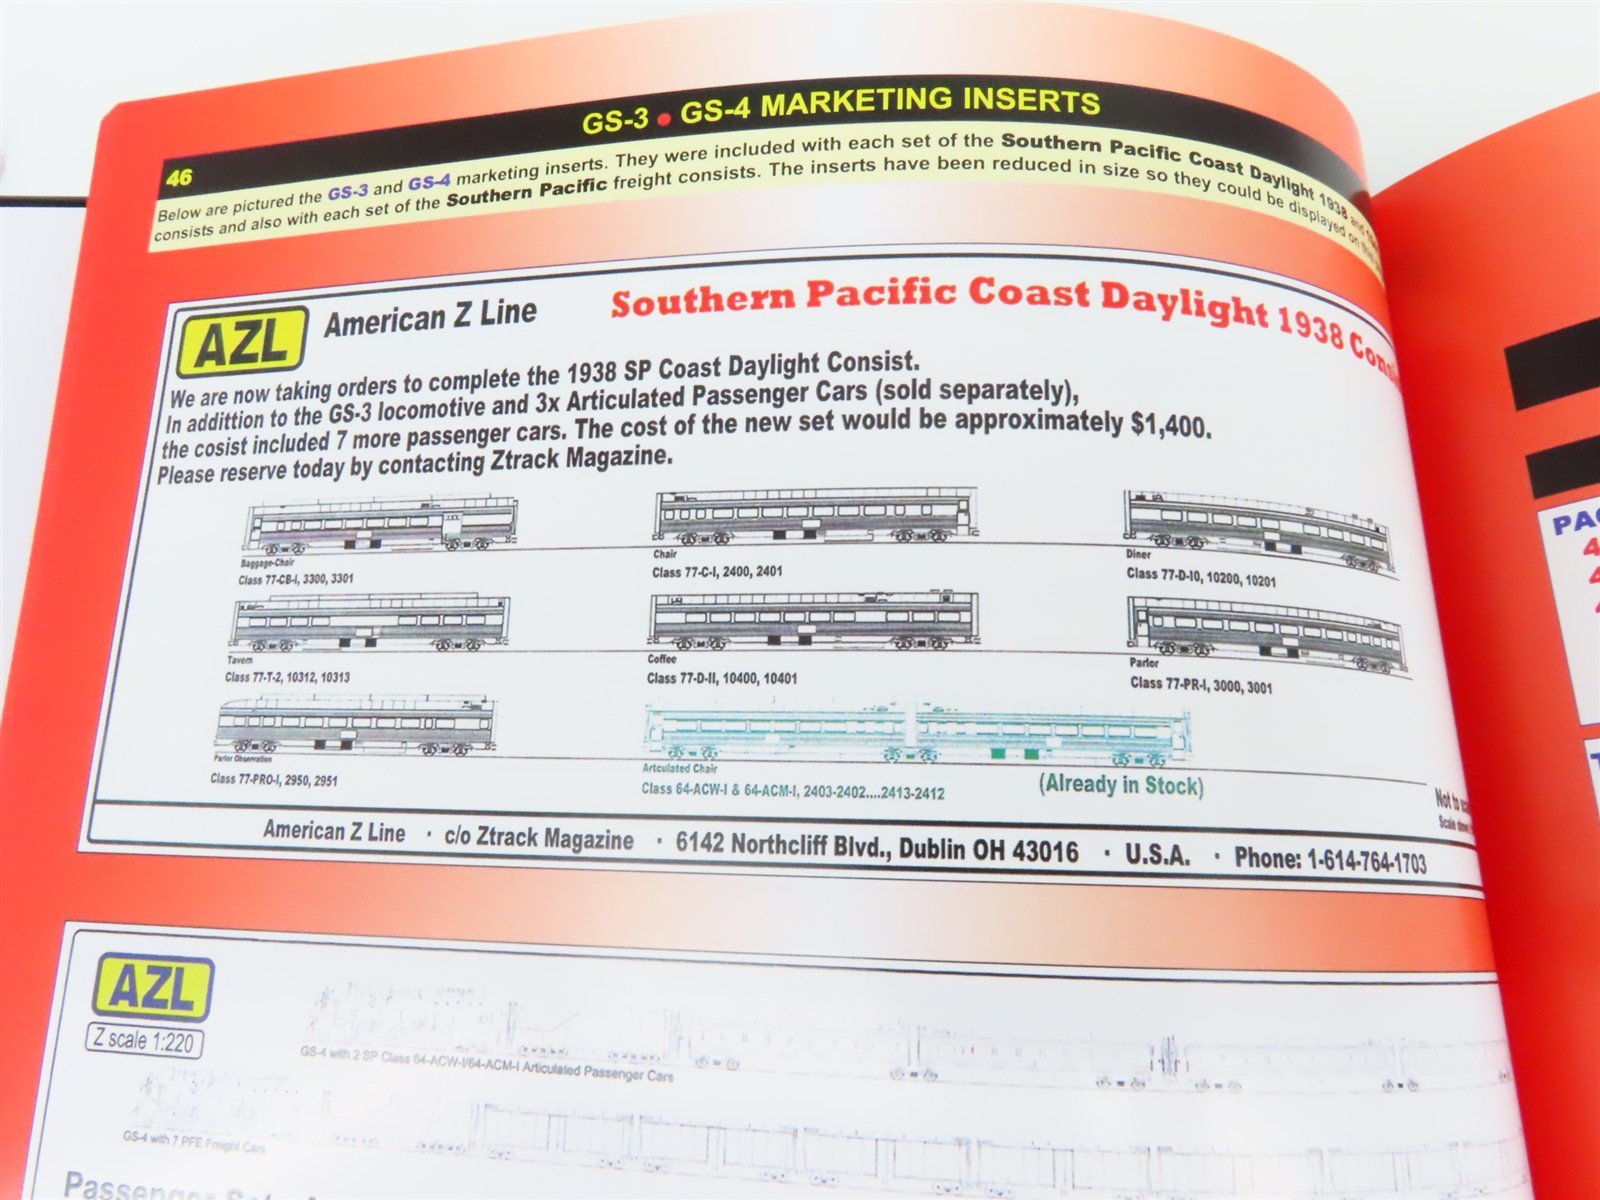 GS-3 • GS-4 MARKETING INSERTS
46
Below are pictured the GS-3 and GS-4 marketing inserts. They were included with each set of the Southern Pacific Coast Daylight 1938 and
consists and also with each set of the Southern Pacific freight consists. The inserts have been reduced in size so they could be displayed on this
AZL
American Z Line
Southern Pacific Coast Daylight 1938
We are now taking orders to complete the 1938 SP Coast Daylight Consist.
In addittion to the GS-3 locomotive and 3x Articulated Passenger Cars (sold separately),
the cosist included 7 more passenger cars. The cost of the new set would be approximately $1,400.
Please reserve today by contacting Ztrack Magazine.
Baggage-Chair
Class 77-CB-I, 3300, 3301
Chair
Class 77-C-I, 2400, 2401
Diner
Class 77-D-I0, 10200, 10201
Tavern
Class 77-T-2, 10312, 10313
Coffee
Class 77-D-II, 10400, 10401
Parlor
Class 77-PR-I, 3000, 3001
Parlor Observation
Class 77-PRO-I, 2950, 2951
Artculated Chair
Class 64-ACW-I & 64-ACM-I, 2403-2402....2413-2412
(Already in Stock)
Not to
Scale
American Z Line · c/o Ztrack Magazine · 6142 Northcliff Blvd., Dublin OH 43016 · U.S.A. · Phone: 1-614-764-1703
AZL
Z scale 1:220
GS-4 with 2 SP Class 64-ACW-I/64-ACM-I Articulated Passenger Cars
GS-4 with 7 PFE Freight Cars
Passenger